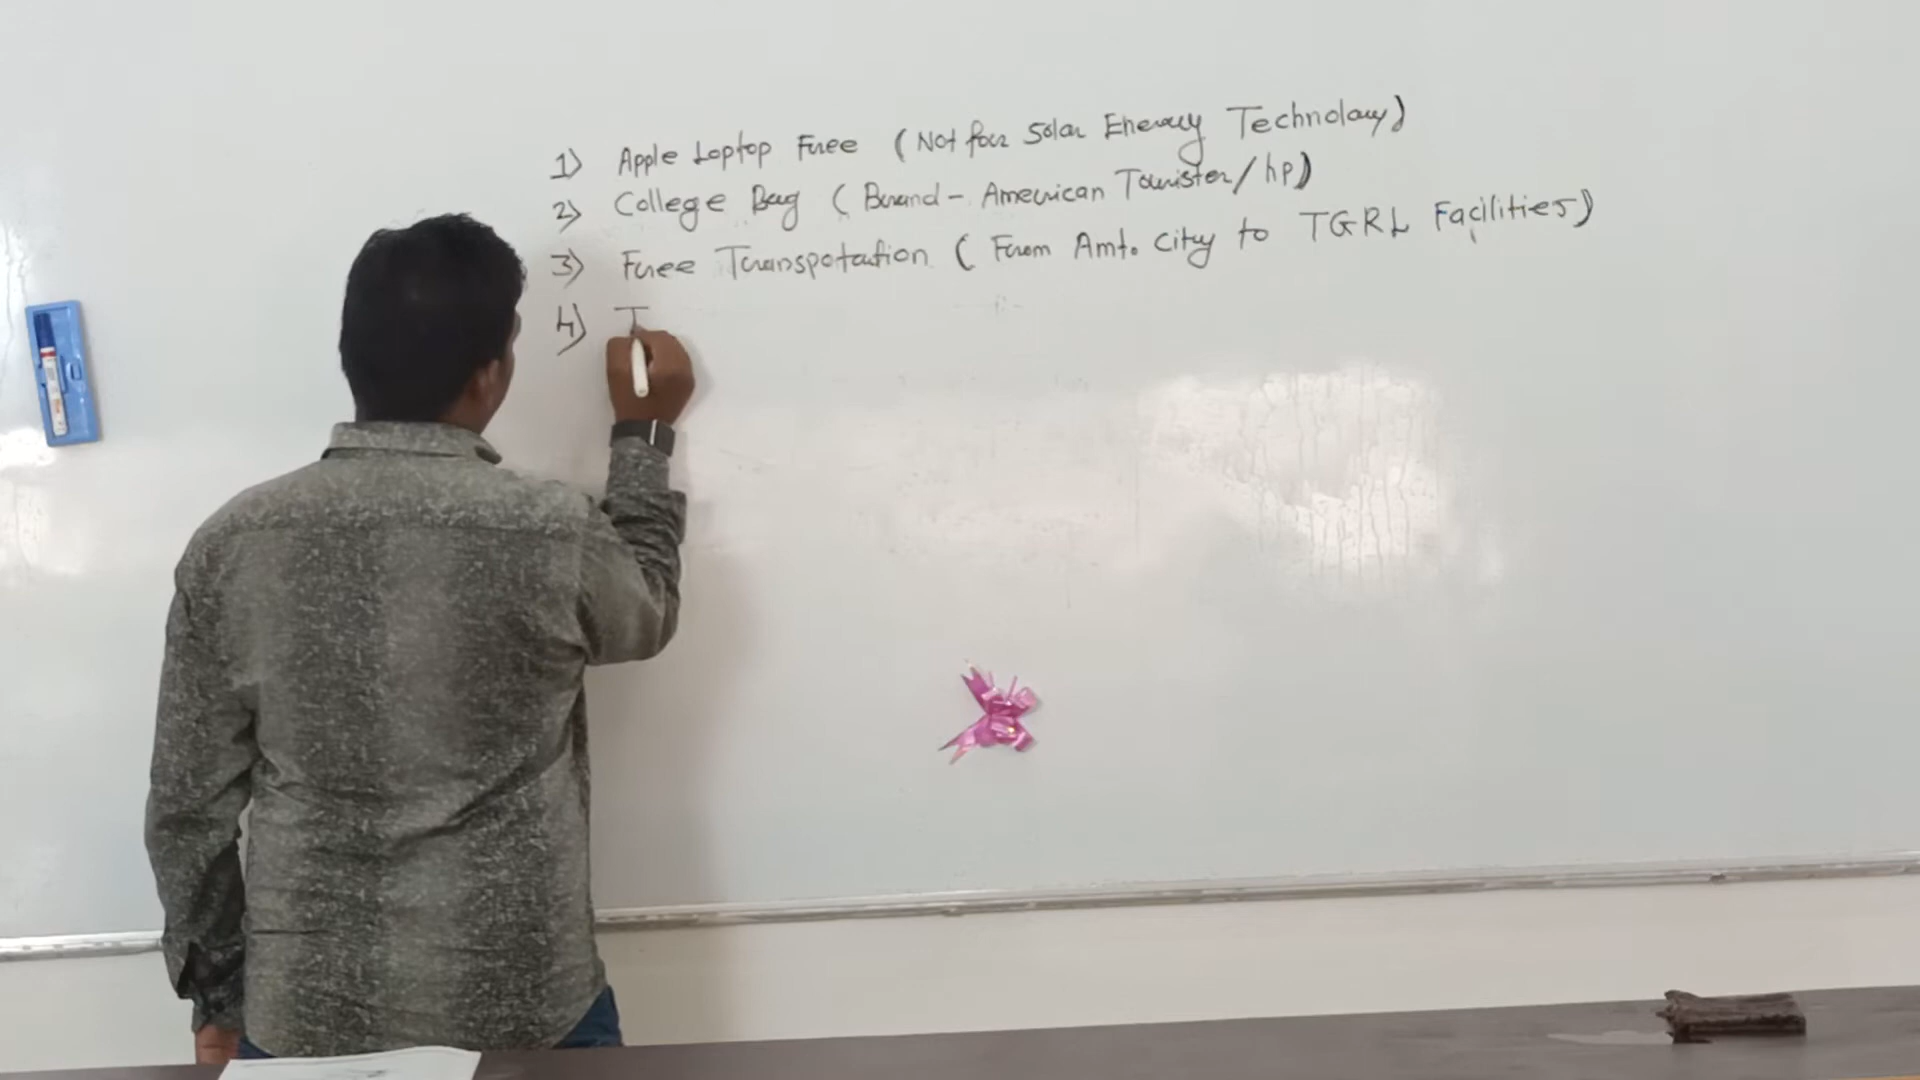 1) Apple Laptop Free (Not for Solar Energy Technology)
2) College Bag (Brand - American Tourister/hp)
3) Free Transpotation (From Amt. City to TGRL Facilities)
4) T